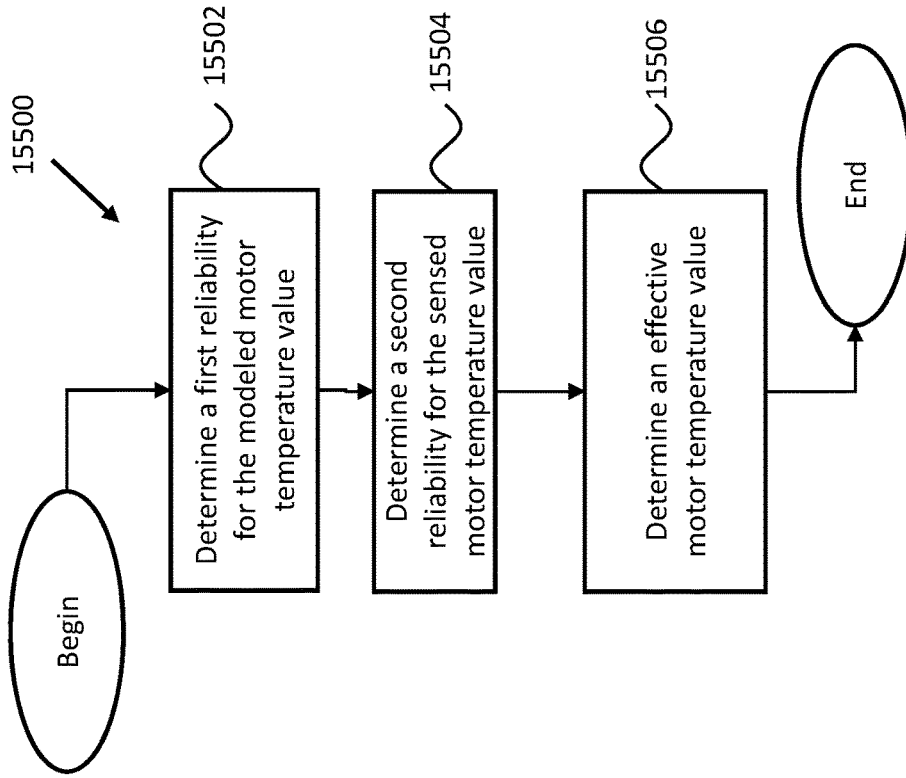 15500
Begin
Determine a first reliability
for the modeled motor
temperature value
15502
Determine a second
reliability for the sensed
motor temperature value
15504
Determine an effective
motor temperature value
15506
End